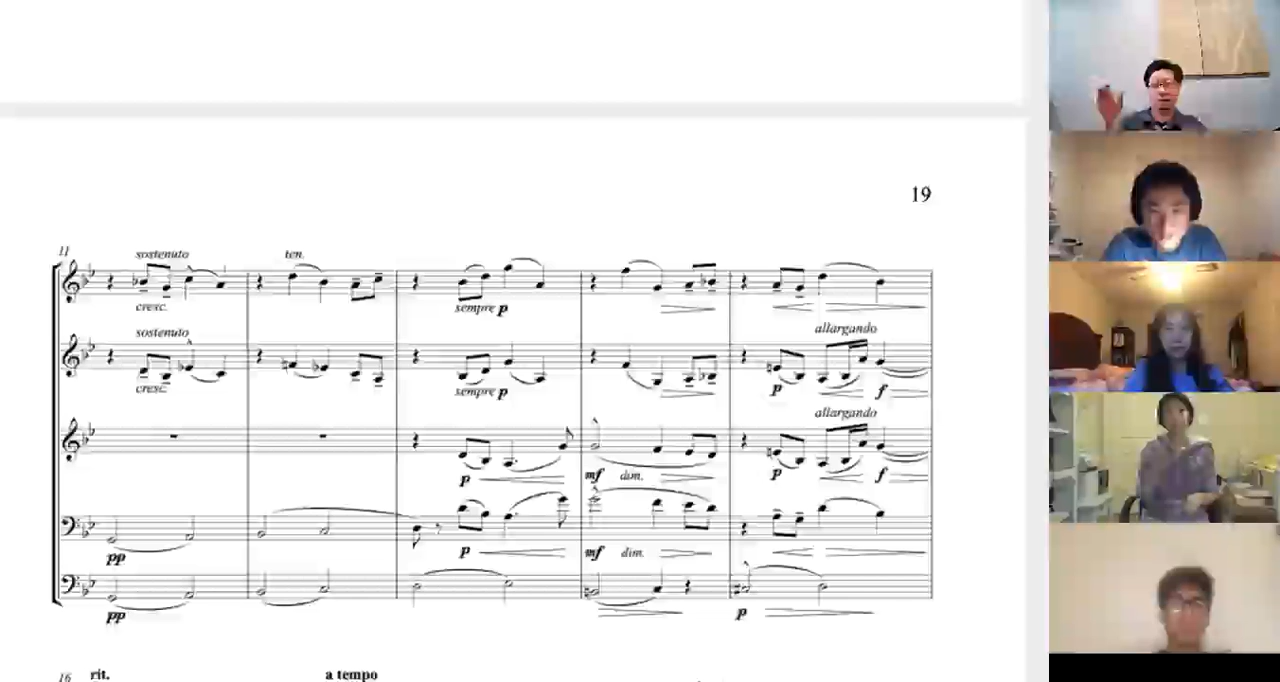 19
11
sostenuto ten.
cresc. sempre p
sostenuto allargando
cresc. sempre p p f
allargando
p mf dim. p f
pp p mf dim.
pp p
16 rit. a tempo